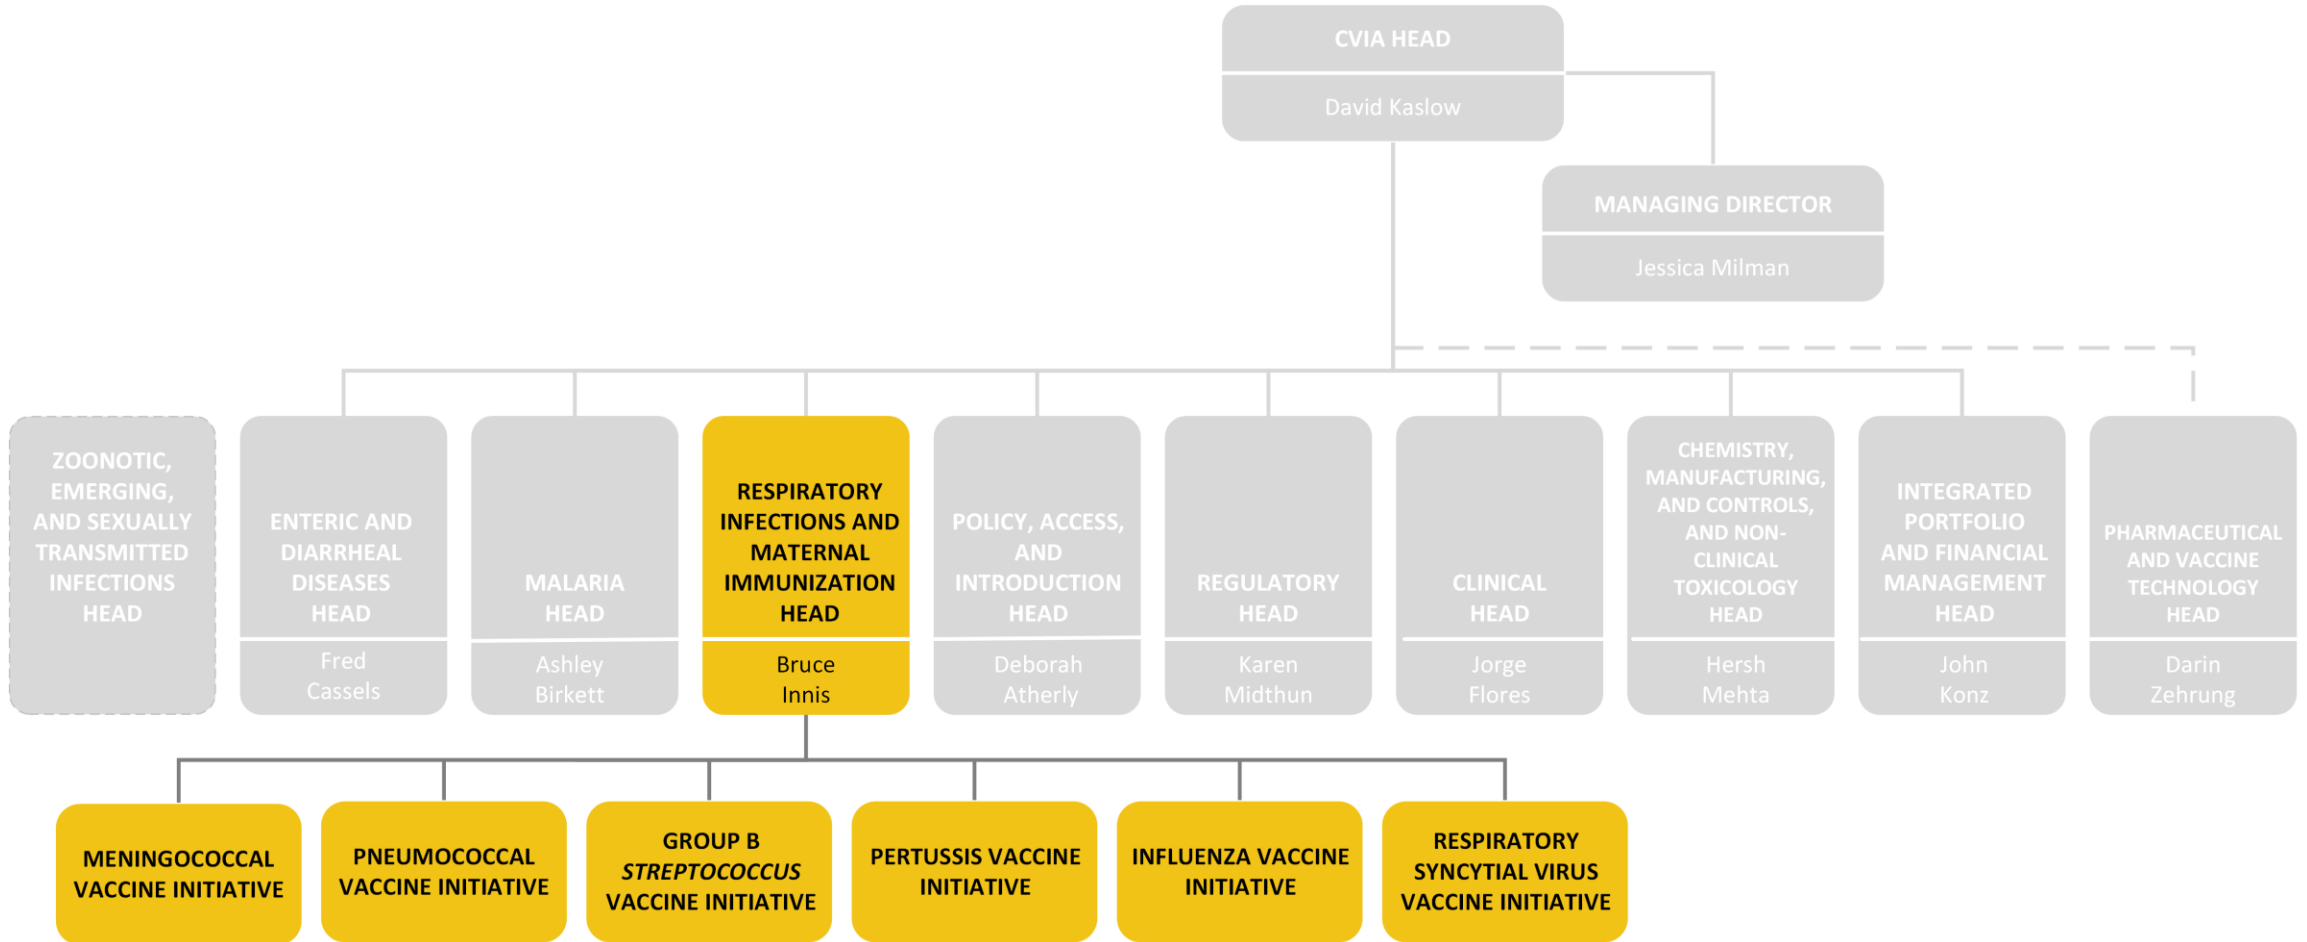 CVIA HEAD
David Kaslow
MANAGING DIRECTOR
Jessica Milman
ZOONOTIC,
EMERGING,
AND SEXUALLY
TRANSMITTED
INFECTIONS
HEAD
ENTERIC AND
DIARRHEAL
DISEASES
HEAD
Fred
Cassels
MALARIA
HEAD
Ashley
Birkett
RESPIRATORY
INFECTIONS AND
MATERNAL
IMMUNIZATION
HEAD
Bruce
Innis
POLICY, ACCESS,
AND
INTRODUCTION
HEAD
Deborah
Atherly
REGULATORY
HEAD
Karen
Midthun
CLINICAL
HEAD
Jorge
Flores
CHEMISTRY,
MANUFACTURING,
AND CONTROLS,
AND NON-
CLINICAL
TOXICOLOGY
HEAD
Hersh
Mehta
INTEGRATED
PORTFOLIO
AND FINANCIAL
MANAGEMENT
HEAD
John
Konz
PHARMACEUTICAL
AND VACCINE
TECHNOLOGY
HEAD
Darin
Zehrung
MENINGOCOCCAL
VACCINE INITIATIVE
PNEUMOCOCCAL
VACCINE INITIATIVE
GROUP B
STREPTOCOCCUS
VACCINE INITIATIVE
PERTUSSIS VACCINE
INITIATIVE
INFLUENZA VACCINE
INITIATIVE
RESPIRATORY
SYNCYTIAL VIRUS
VACCINE INITIATIVE